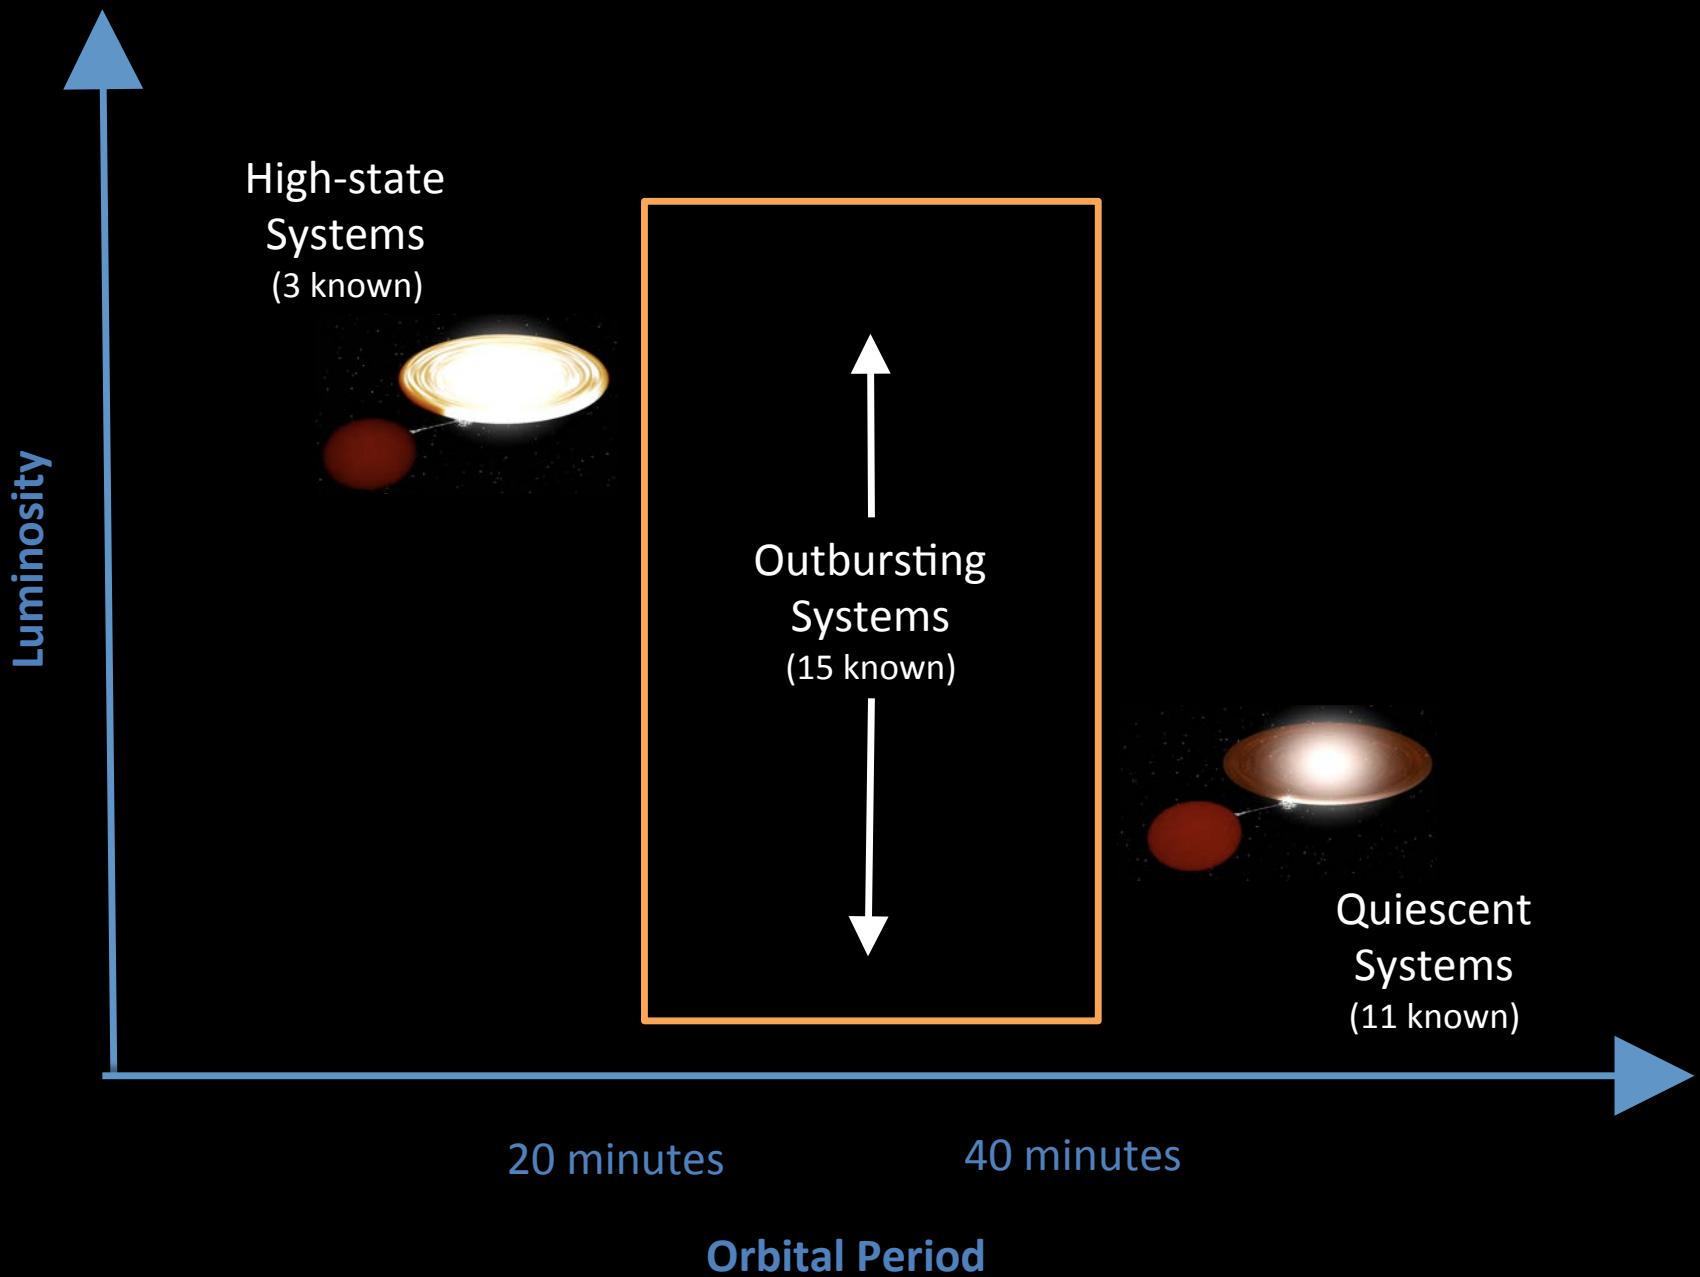 High-state
Systems
(3 known)
Luminosity
Outbursting
Systems
(15 known)
Quiescent
Systems
(11 known)
20 minutes
40 minutes
Orbital Period